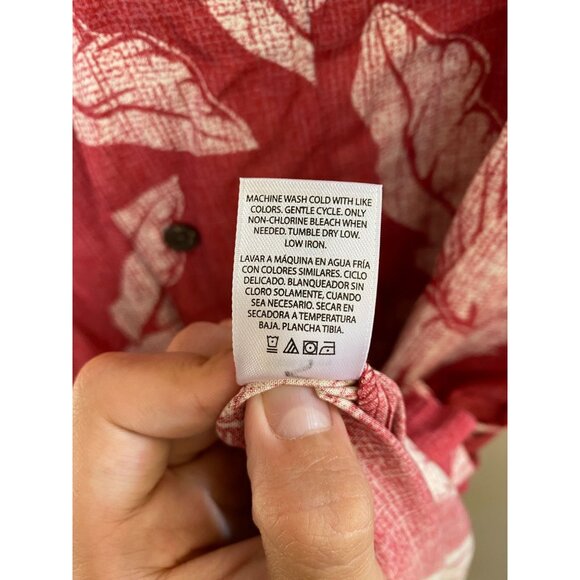 MACHINE WASH COLD WITH LIKE
COLORS. GENTLE CYCLE. ONLY
NON-CHLORINE BLEACH WHEN
NEEDED. TUMBLE DRY LOW.
LOW IRON.
LAVAR A MÁQUINA EN AGUA FRÍA
CON COLORES SIMILARES. CICLO
DELICADO. BLANQUEADOR SIN
CLORO SOLAMENTE, CUANDO
SEA NECESARIO. SECAR EN
SECADORA A TEMPERATURA
BAJA. PLANCHA TIBIA.